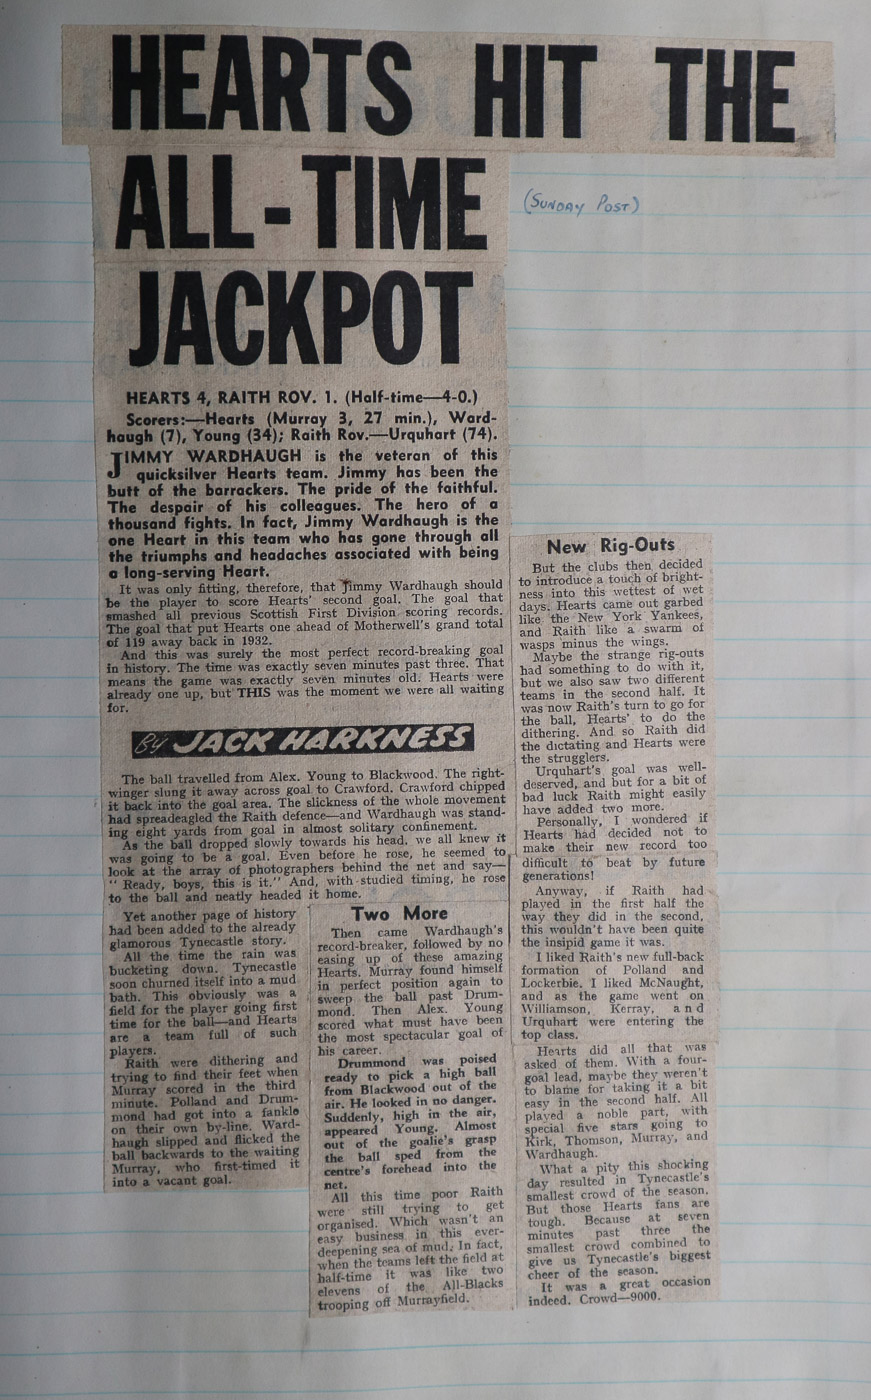 HEARTS HIT THE
ALL-TIME
JACKPOT
(SUNDAY POST)
HEARTS 4, RAITH ROV. 1. (Half-time—4-0.)
Scorers:—Hearts (Murray 3, 27 min.), Ward-
haugh (7), Young (34); Raith Rov.—Urquhart (74).
JIMMY WARDHAUGH is the veteran of this
quicksilver Hearts team. Jimmy has been the
butt of the barrackers. The pride of the faithful.
The despair of his colleagues. The hero of a
thousand fights. In fact, Jimmy Wardhaugh is the
one Heart in this team who has gone through all
the triumphs and headaches associated with being
a long-serving Heart.
It was only fitting, therefore, that Jimmy Wardhaugh should
be the player to score Hearts' second goal. The goal that
smashed all previous Scottish First Division scoring records.
The goal that put Hearts one ahead of Motherwell's grand total
of 119 away back in 1932.
And this was surely the most perfect record-breaking goal
in history. The time was exactly seven minutes past three. That
means the game was exactly seven minutes old. Hearts were
already one up, but THIS was the moment we were all waiting
for.
By JACK HARKNESS
The ball travelled from Alex. Young to Blackwood. The right-
winger slung it away across goal to Crawford. Crawford chipped
it back into the goal area. The slickness of the whole movement
had spreadeagled the Raith defence—and Wardhaugh was stand-
ing eight yards from goal in almost solitary confinement.
As the ball dropped slowly towards his head, we all knew it
was going to be a goal. Even before he rose, he seemed to
look at the array of photographers behind the net and say—
" Ready, boys, this is it." And, with studied timing, he rose
to the ball and neatly headed it home.
Yet another page of history
had been added to the already
glamorous Tynecastle story.
All the time the rain was
bucketing down. Tynecastle
soon churned itself into a mud
bath. This obviously was a
field for the player going first
time for the ball—and Hearts
are a team full of such
players.
Raith were dithering and
trying to find their feet when
Murray scored in the third
minute. Polland and Drum-
mond had got into a fankle
on their own by-line. Ward-
haugh slipped and flicked the
ball backwards to the waiting
Murray, who first-timed it
into a vacant goal.
Two More
Then came Wardhaugh's
record-breaker, followed by no
easing up of these amazing
Hearts. Murray found himself
in perfect position again to
sweep the ball past Drum-
mond. Then Alex. Young
scored what must have been
the most spectacular goal of
his career.
Drummond was poised
ready to pick a high ball
from Blackwood out of the
air. He looked in no danger.
Suddenly, high in the air,
appeared Young. Almost
out of the goalie's grasp
the ball sped from the
centre's forehead into the
net.
All this time poor Raith
were still trying to get
organised. Which wasn't an
easy business in this ever-
deepening sea of mud. In fact,
when the teams left the field at
half-time it was like two
elevens of the All-Blacks
trooping off Murrayfield.
New Rig-Outs
But the clubs then decided
to introduce a touch of bright-
ness into this wettest of wet
days. Hearts came out garbed
like the New York Yankees,
and Raith like a swarm of
wasps minus the wings.
Maybe the strange rig-outs
had something to do with it,
but we also saw two different
teams in the second half. It
was now Raith's turn to go for
the ball, Hearts' to do the
dithering. And so Raith did
the dictating and Hearts were
the strugglers.
Urquhart's goal was well-
deserved, and but for a bit of
bad luck Raith might easily
have added two more.
Personally, I wondered if
Hearts had decided not to
make their new record too
difficult to beat by future
generations!
Anyway, if Raith had
played in the first half the
way they did in the second,
this wouldn't have been quite
the insipid game it was.
I liked Raith's new full-back
formation of Polland and
Lockerbie. I liked McNaught,
and as the game went on
Williamson, Kerray, and
Urquhart were entering the
top class.
Hearts did all that was
asked of them. With a four-
goal lead, maybe they weren't
to blame for taking it a bit
easy in the second half. All
played a noble part, with
special five stars going to
Kirk, Thomson, Murray, and
Wardhaugh.
What a pity this shocking
day resulted in Tynecastle's
smallest crowd of the season.
But those Hearts fans are
tough. Because at seven
minutes past three the
smallest crowd combined to
give us Tynecastle's biggest
cheer of the season.
It was a great occasion
indeed. Crowd—9000.